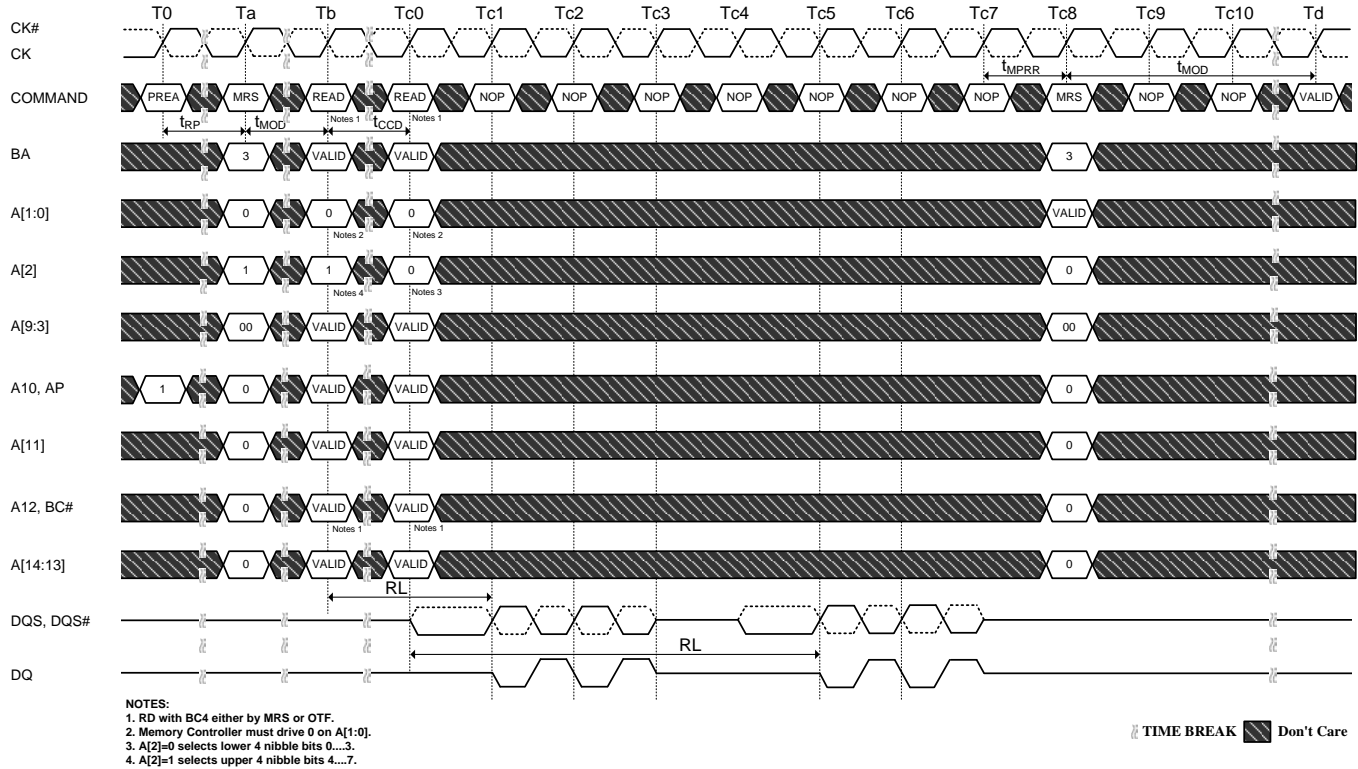 T0 Ta Tb Tc0 Tc1 Tc2 Tc3 Tc4 Tc5 Tc6 Tc7 Tc8 Tc9 Tc10 Td
CK#
CK
tMPRR tMOD
COMMAND PREA MRS READ READ NOP NOP NOP NOP NOP NOP NOP MRS NOP NOP VALID
Notes 1 Notes 1
tRP tMOD tCCD
BA 3 VALID VALID 3
A[1:0] 0 0 0 VALID
Notes 2 Notes 2
A[2] 1 1 0 0
Notes 4 Notes 3
A[9:3] 00 VALID VALID 00
A10, AP 1 0 VALID VALID 0
A[11] 0 VALID VALID 0
A12, BC# 0 VALID VALID 0
Notes 1 Notes 1
A[14:13] 0 VALID VALID 0
RL
DQS, DQS#
RL
DQ
NOTES:
1. RD with BC4 either by MRS or OTF.
2. Memory Controller must drive 0 on A[1:0].
3. A[2]=0 selects lower 4 nibble bits 0....3.
4. A[2]=1 selects upper 4 nibble bits 4....7.
TIME BREAK Don't Care